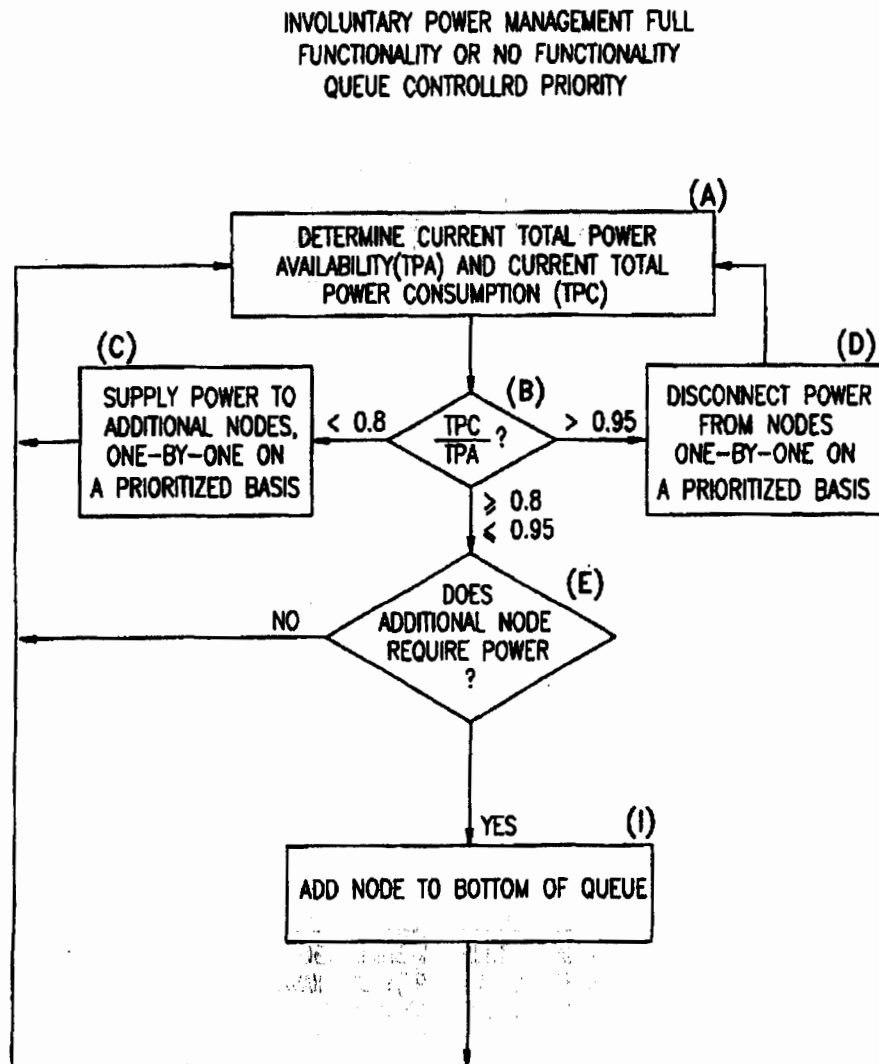 INVOLUNTARY POWER MANAGEMENT FULL
FUNCTIONALITY OR NO FUNCTIONALITY
QUEUE CONTROLLRD PRIORITY
(A)
DETERMINE CURRENT TOTAL POWER
AVAILABILITY(TPA) AND CURRENT TOTAL
POWER CONSUMPTION (TPC)
(C)
SUPPLY POWER TO
ADDITIONAL NODES,
ONE-BY-ONE ON
A PRIORITIZED BASIS
< 0.8
(B)
TPC
TPA
?
> 0.95
(D)
DISCONNECT POWER
FROM NODES
ONE-BY-ONE ON
A PRIORITIZED BASIS
⩾ 0.8
⩽ 0.95
(E)
DOES
ADDITIONAL NODE
REQUIRE POWER
?
NO
YES
(I)
ADD NODE TO BOTTOM OF QUEUE